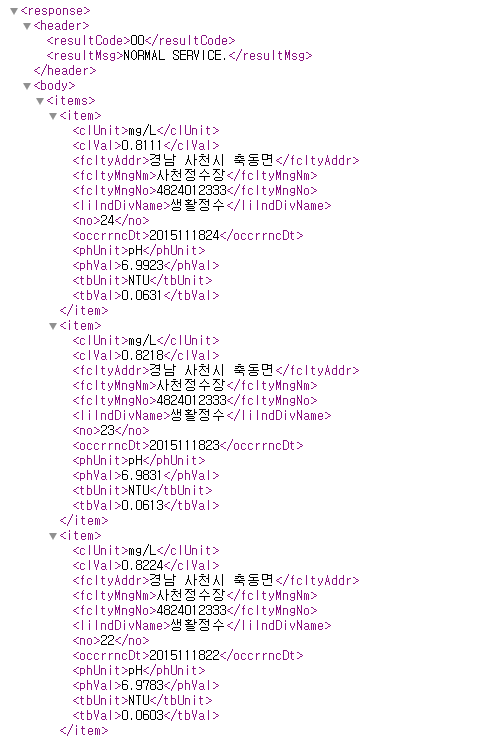 <response>
<header>
<resultCode>00</resultCode>
<resultMsg>NORMAL SERVICE.</resultMsg>
</header>
<body>
<items>
<item>
<clUnit>mg/L</clUnit>
<clVal>0.8111</clVal>
<fcltyAddr>경남 사천시 축동면</fcltyAddr>
<fcltyMngNm>사천정수장</fcltyMngNm>
<fcltyMngNo>4824012333</fcltyMngNo>
<liIndDivName>생활정수</liIndDivName>
<no>24</no>
<occrrncDt>2015111824</occrrncDt>
<phUnit>pH</phUnit>
<phVal>6.9923</phVal>
<tbUnit>NTU</tbUnit>
<tbVal>0.0631</tbVal>
</item>
<item>
<clUnit>mg/L</clUnit>
<clVal>0.8218</clVal>
<fcltyAddr>경남 사천시 축동면</fcltyAddr>
<fcltyMngNm>사천정수장</fcltyMngNm>
<fcltyMngNo>4824012333</fcltyMngNo>
<liIndDivName>생활정수</liIndDivName>
<no>23</no>
<occrrncDt>2015111823</occrrncDt>
<phUnit>pH</phUnit>
<phVal>6.9831</phVal>
<tbUnit>NTU</tbUnit>
<tbVal>0.0613</tbVal>
</item>
<item>
<clUnit>mg/L</clUnit>
<clVal>0.8224</clVal>
<fcltyAddr>경남 사천시 축동면</fcltyAddr>
<fcltyMngNm>사천정수장</fcltyMngNm>
<fcltyMngNo>4824012333</fcltyMngNo>
<liIndDivName>생활정수</liIndDivName>
<no>22</no>
<occrrncDt>2015111822</occrrncDt>
<phUnit>pH</phUnit>
<phVal>6.9783</phVal>
<tbUnit>NTU</tbUnit>
<tbVal>0.0603</tbVal>
</item>